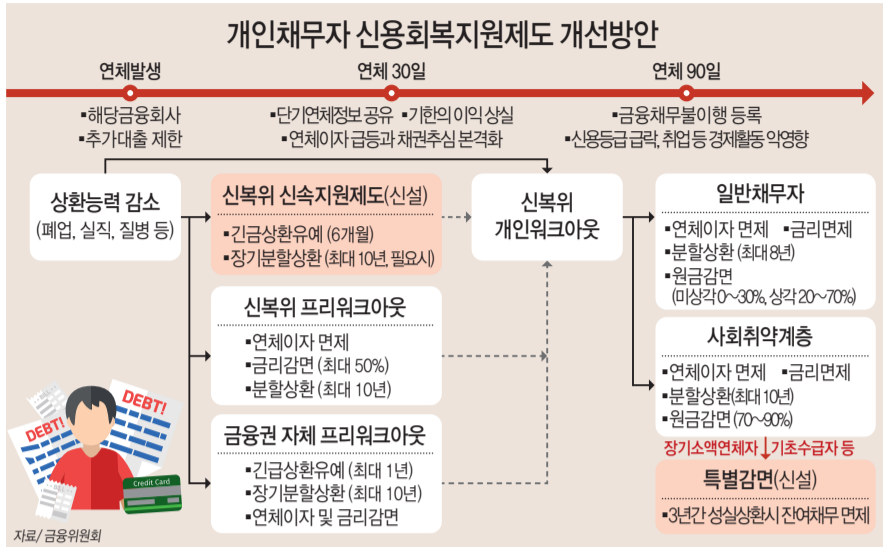 개인채무자 신용회복지원제도 개선방안
연체발생
연체 30일
연체 90일
▪해당금융회사
▪추가대출 제한
▪단기연체정보 공유 ▪기한의 이익 상실
▪연체이자 급등과 채권추심 본격화
▪금융채무불이행 등록
▪신용등급 급락, 취업 등 경제활동 악영향
상환능력 감소
(폐업, 실직, 질병 등)
신복위 신속지원제도(신설)
▪긴금상환유예 (6개월)
▪장기분할상환 (최대 10년, 필요시)
신복위 프리워크아웃
▪연체이자 면제
▪금리감면 (최대 50%)
▪분할상환 (최대 10년)
금융권 자체 프리워크아웃
▪긴급상환유예 (최대 1년)
▪장기분할상환 (최대 10년)
▪연체이자 및 금리감면
신복위
개인워크아웃
일반채무자
▪연체이자 면제 ▪금리면제
▪분할상환 (최대 8년)
▪원금감면
(미상각 0~30%, 상각 20~70%)
사회취약계층
▪연체이자 면제 ▪금리면제
▪분할상환(최대 10년)
▪원금감면 (70~90%)
장기소액연체자 기초수급자 등
특별감면(신설)
▪3년간 성실상환시 잔여채무 면제
DEBT!
DEBT!
Credit Card
자료/ 금융위원회